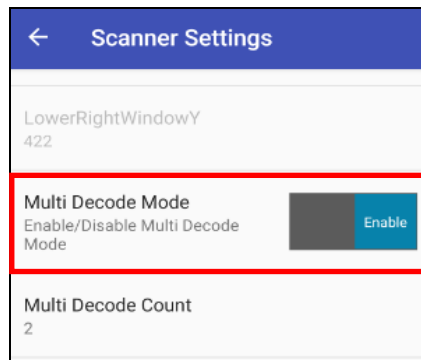 Scanner Settings
LowerRightWindowY
422
Multi Decode Mode
Enable/Disable Multi Decode
Mode
Enable
Multi Decode Count
2